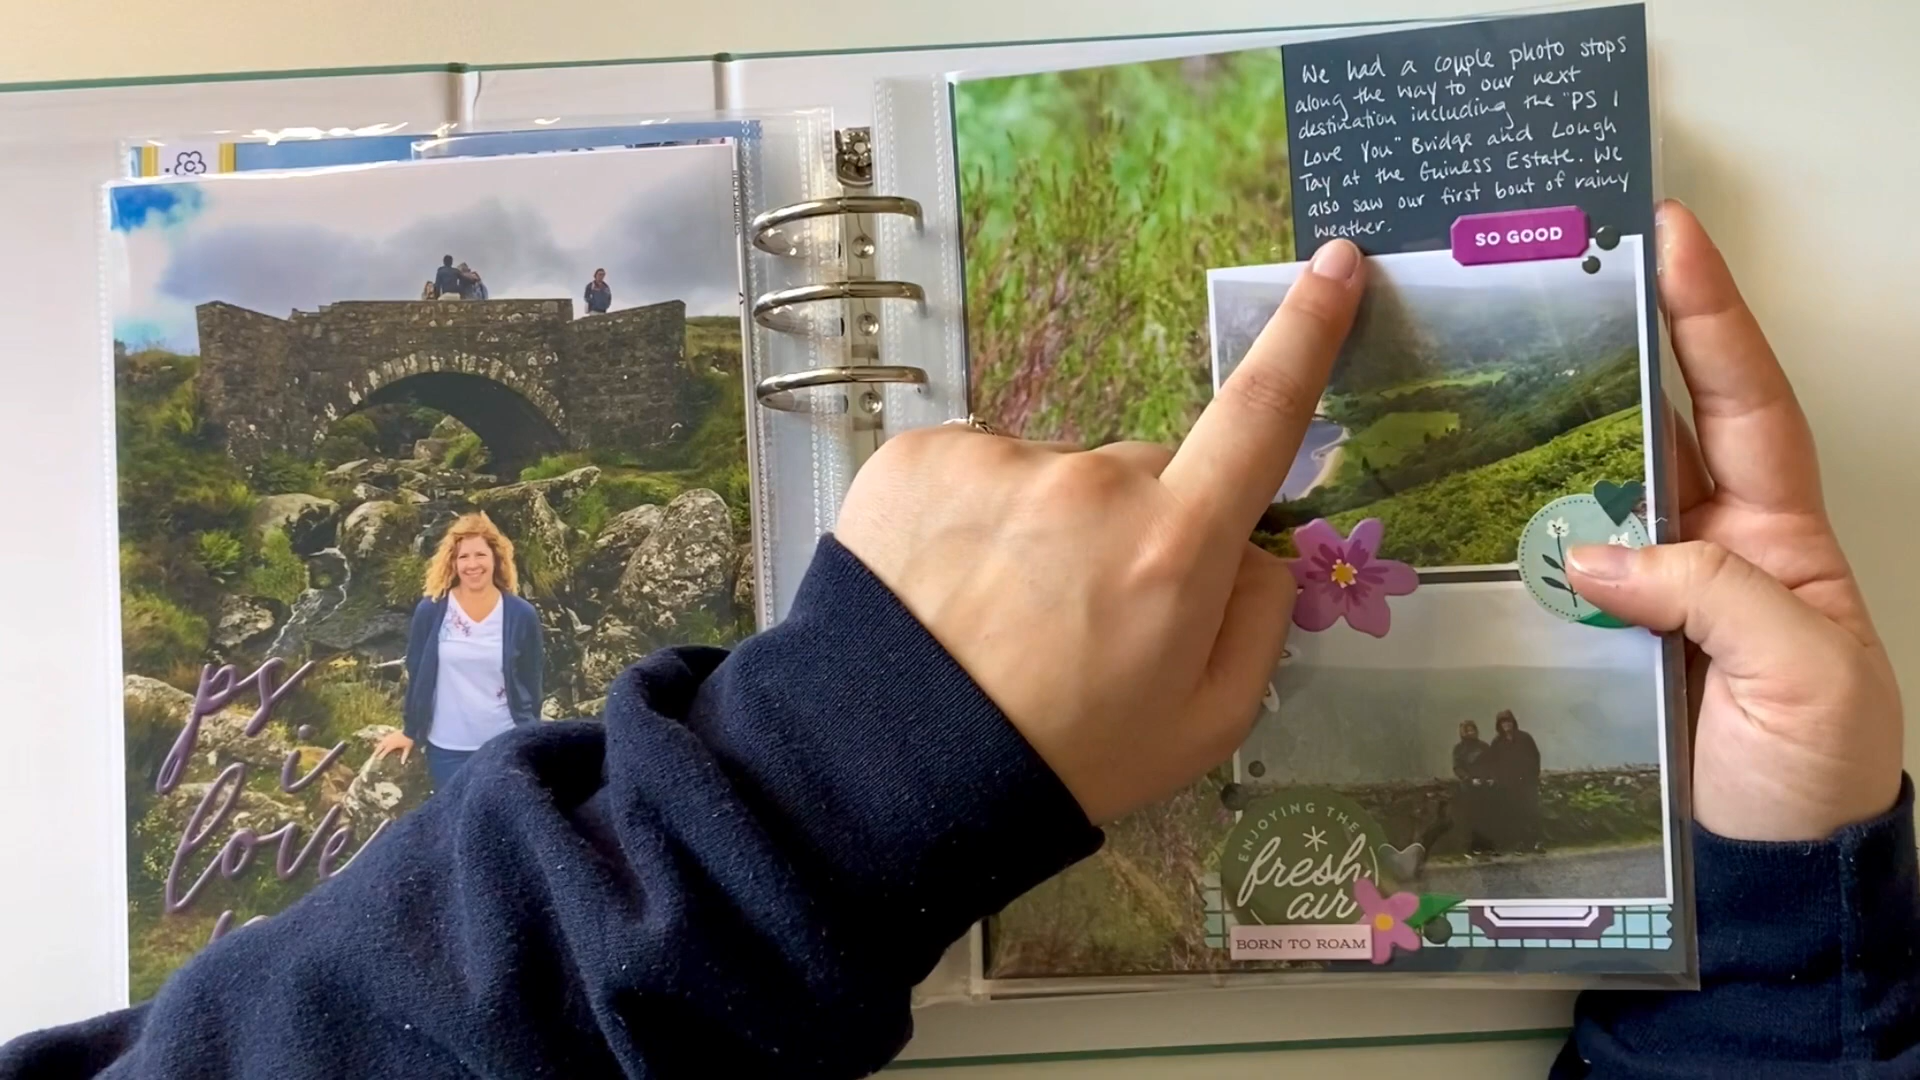 ps
i
love
We had a couple photo stops
along the way to our next
destination including the "PS I
Love You" Bridge and Lough
Tay at the Guiness Estate. We
also saw our first bout of rainy
weather.
SO GOOD
ENJOYING THE
fresh
air
BORN TO ROAM